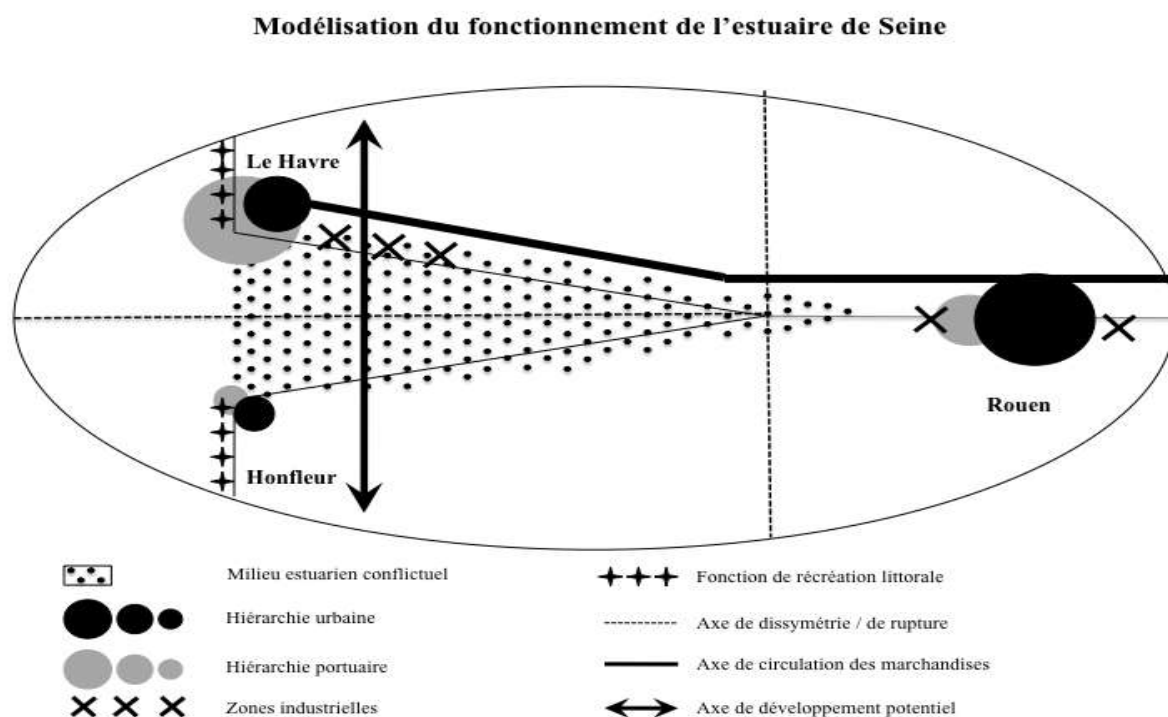 Modélisation du fonctionnement de l'estuaire de Seine
Le Havre
Rouen
Honfleur
Milieu estuarien conflictuel
Fonction de récréation littorale
Hiérarchie urbaine
Axe de dissymétrie / de rupture
Hiérarchie portuaire
Axe de circulation des marchandises
Zones industrielles
Axe de développement potentiel